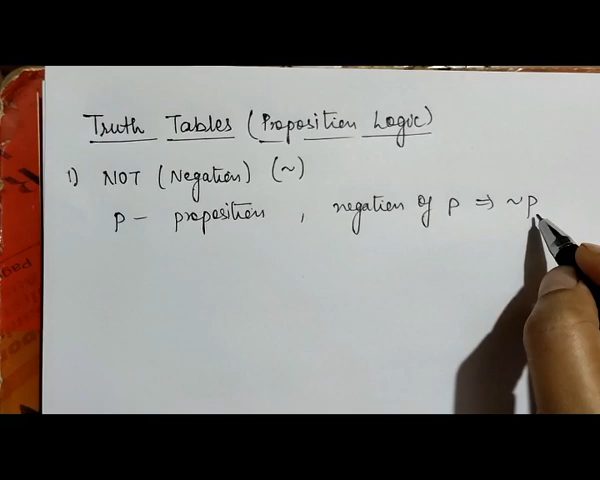 Truth Tables (Proposition Logic)
1) NOT (Negation) (~)
p - proposition , negation of p ⇒ ~p